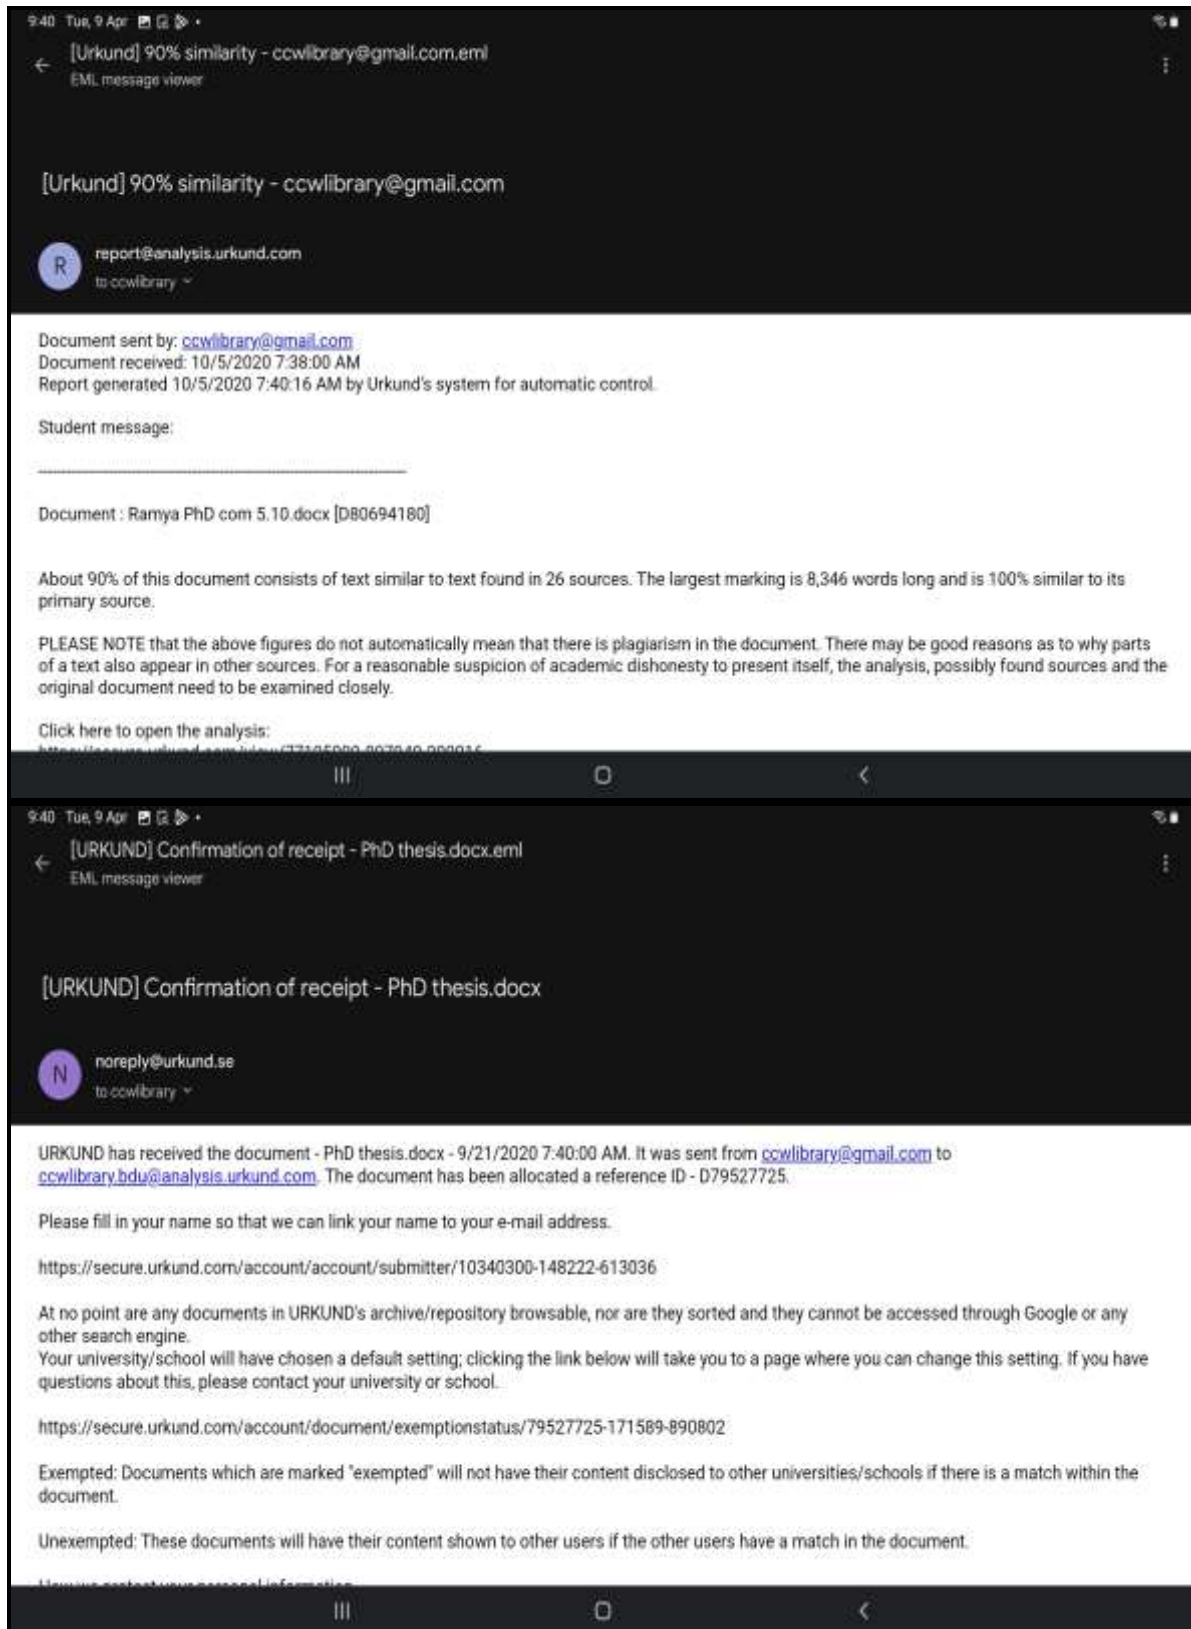 9:40 Tue, 9 Apr
[Urkund] 90% similarity - ccwlibrary@gmail.com.eml
EML message viewer
[Urkund] 90% similarity - ccwlibrary@gmail.com
R
report@analysis.urkund.com
to ccwlibrary
Document sent by: ccwlibrary@gmail.com
Document received: 10/5/2020 7:38:00 AM
Report generated 10/5/2020 7:40:16 AM by Urkund's system for automatic control.
Student message:
Document : Ramya PhD com 5.10.docx [D80694180]
About 90% of this document consists of text similar to text found in 26 sources. The largest marking is 8,346 words long and is 100% similar to its
primary source.
PLEASE NOTE that the above figures do not automatically mean that there is plagiarism in the document. There may be good reasons as to why parts
of a text also appear in other sources. For a reasonable suspicion of academic dishonesty to present itself, the analysis, possibly found sources and the
original document need to be examined closely.
Click here to open the analysis:
9:40 Tue, 9 Apr
[URKUND] Confirmation of receipt - PhD thesis.docx.eml
EML message viewer
[URKUND] Confirmation of receipt - PhD thesis.docx
N
noreply@urkund.se
to ccwlibrary
URKUND has received the document - PhD thesis.docx - 9/21/2020 7:40:00 AM. It was sent from ccwlibrary@gmail.com to
ccwlibrary.bdu@analysis.urkund.com. The document has been allocated a reference ID - D79527725.
Please fill in your name so that we can link your name to your e-mail address.
https://secure.urkund.com/account/account/submitter/10340300-148222-613036
At no point are any documents in URKUND's archive/repository browsable, nor are they sorted and they cannot be accessed through Google or any
other search engine.
Your university/school will have chosen a default setting; clicking the link below will take you to a page where you can change this setting. If you have
questions about this, please contact your university or school.
https://secure.urkund.com/account/document/exemptionstatus/79527725-171589-890802
Exempted: Documents which are marked "exempted" will not have their content disclosed to other universities/schools if there is a match within the
document.
Unexempted: These documents will have their content shown to other users if the other users have a match in the document.